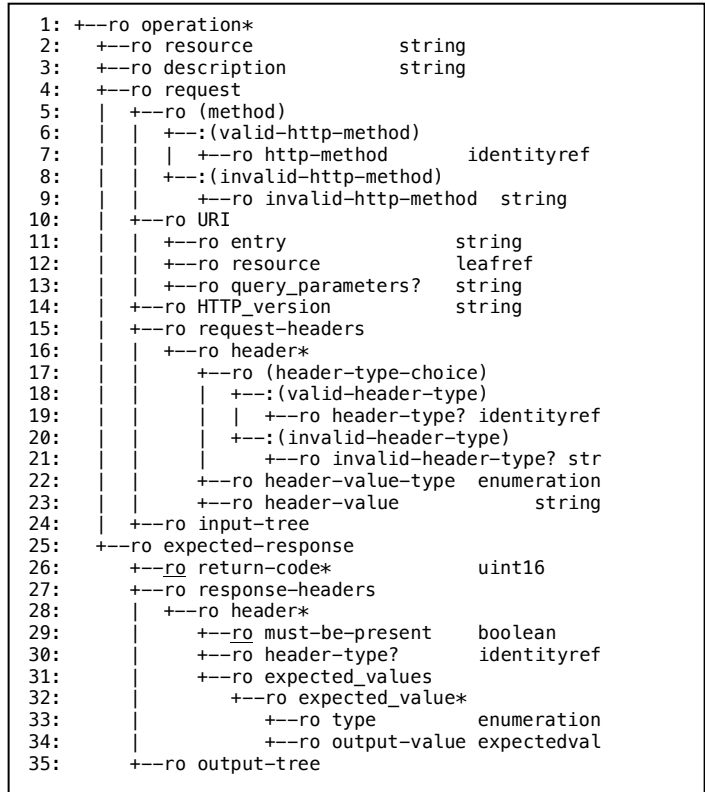 1: +--ro operation*
2:    +--ro resource                string
3:    +--ro description             string
4:    +--ro request
5:    |  +--ro (method)
6:    |  |  +--:(valid-http-method)
7:    |  |  |  +--ro http-method       identityref
8:    |  |  +--:(invalid-http-method)
9:    |  |     +--ro invalid-http-method  string
10:    |  +--ro URI
11:    |  |  +--ro entry                string
12:    |  |  +--ro resource             leafref
13:    |  |  +--ro query_parameters?   string
14:    |  +--ro HTTP_version            string
15:    |  +--ro request-headers
16:    |  |  +--ro header*
17:    |  |     +--ro (header-type-choice)
18:    |  |     |  +--:(valid-header-type)
19:    |  |     |  |  +--ro header-type? identityref
20:    |  |     |  +--:(invalid-header-type)
21:    |  |     |     +--ro invalid-header-type? str
22:    |  |     +--ro header-value-type  enumeration
23:    |  |     +--ro header-value            string
24:    |  +--ro input-tree
25:    +--ro expected-response
26:       +--ro return-code*            uint16
27:       +--ro response-headers
28:       |  +--ro header*
29:       |     +--ro must-be-present    boolean
30:       |     +--ro header-type?       identityref
31:       |     +--ro expected_values
32:       |        +--ro expected_value*
33:       |           +--ro type         enumeration
34:       |           +--ro output-value expectedval
35:       +--ro output-tree